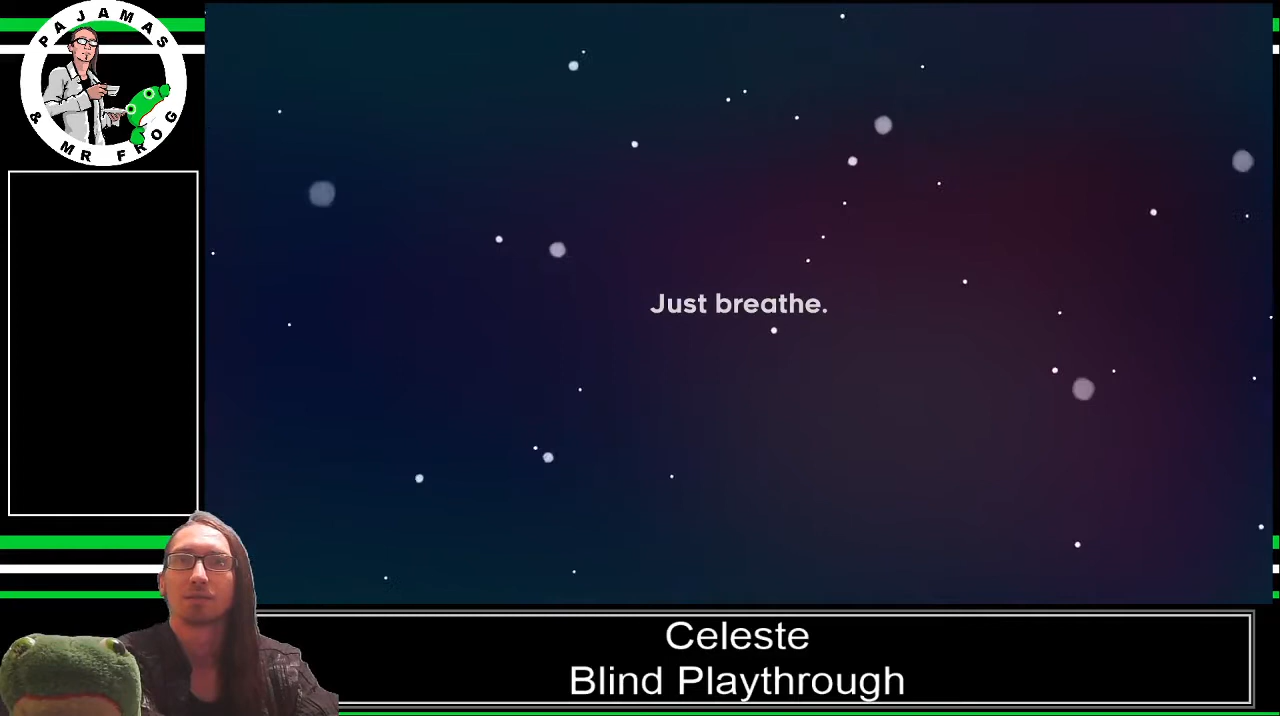 PAJAMAS
& MR FROG
Just breathe.
Celeste
Blind Playthrough